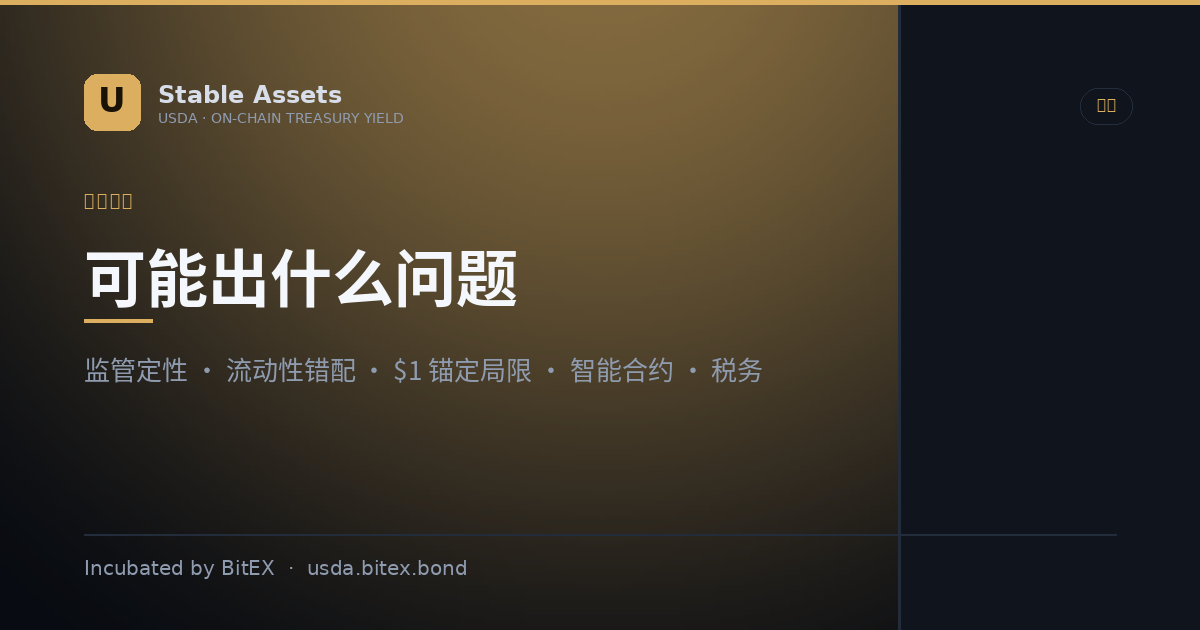 U
Stable Assets
USDA · ON-CHAIN TREASURY YIELD
可能出什么问题
监管定性 · 流动性错配 · $1 锚定局限 · 智能合约 · 税务
Incubated by BitEX · usda.bitex.bond